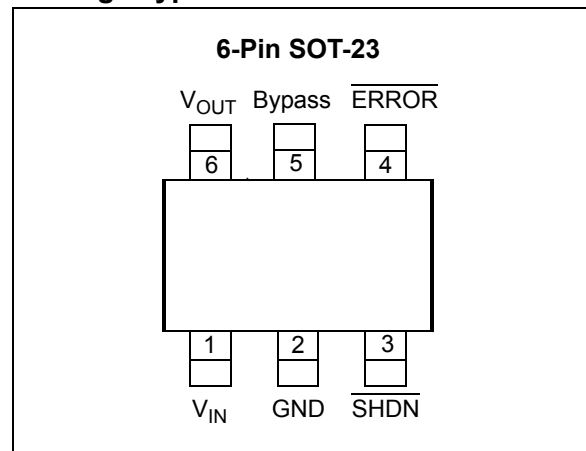 6-Pin SOT-23
VOUT Bypass ERROR
6 5 4
1 2 3
VIN GND SHDN